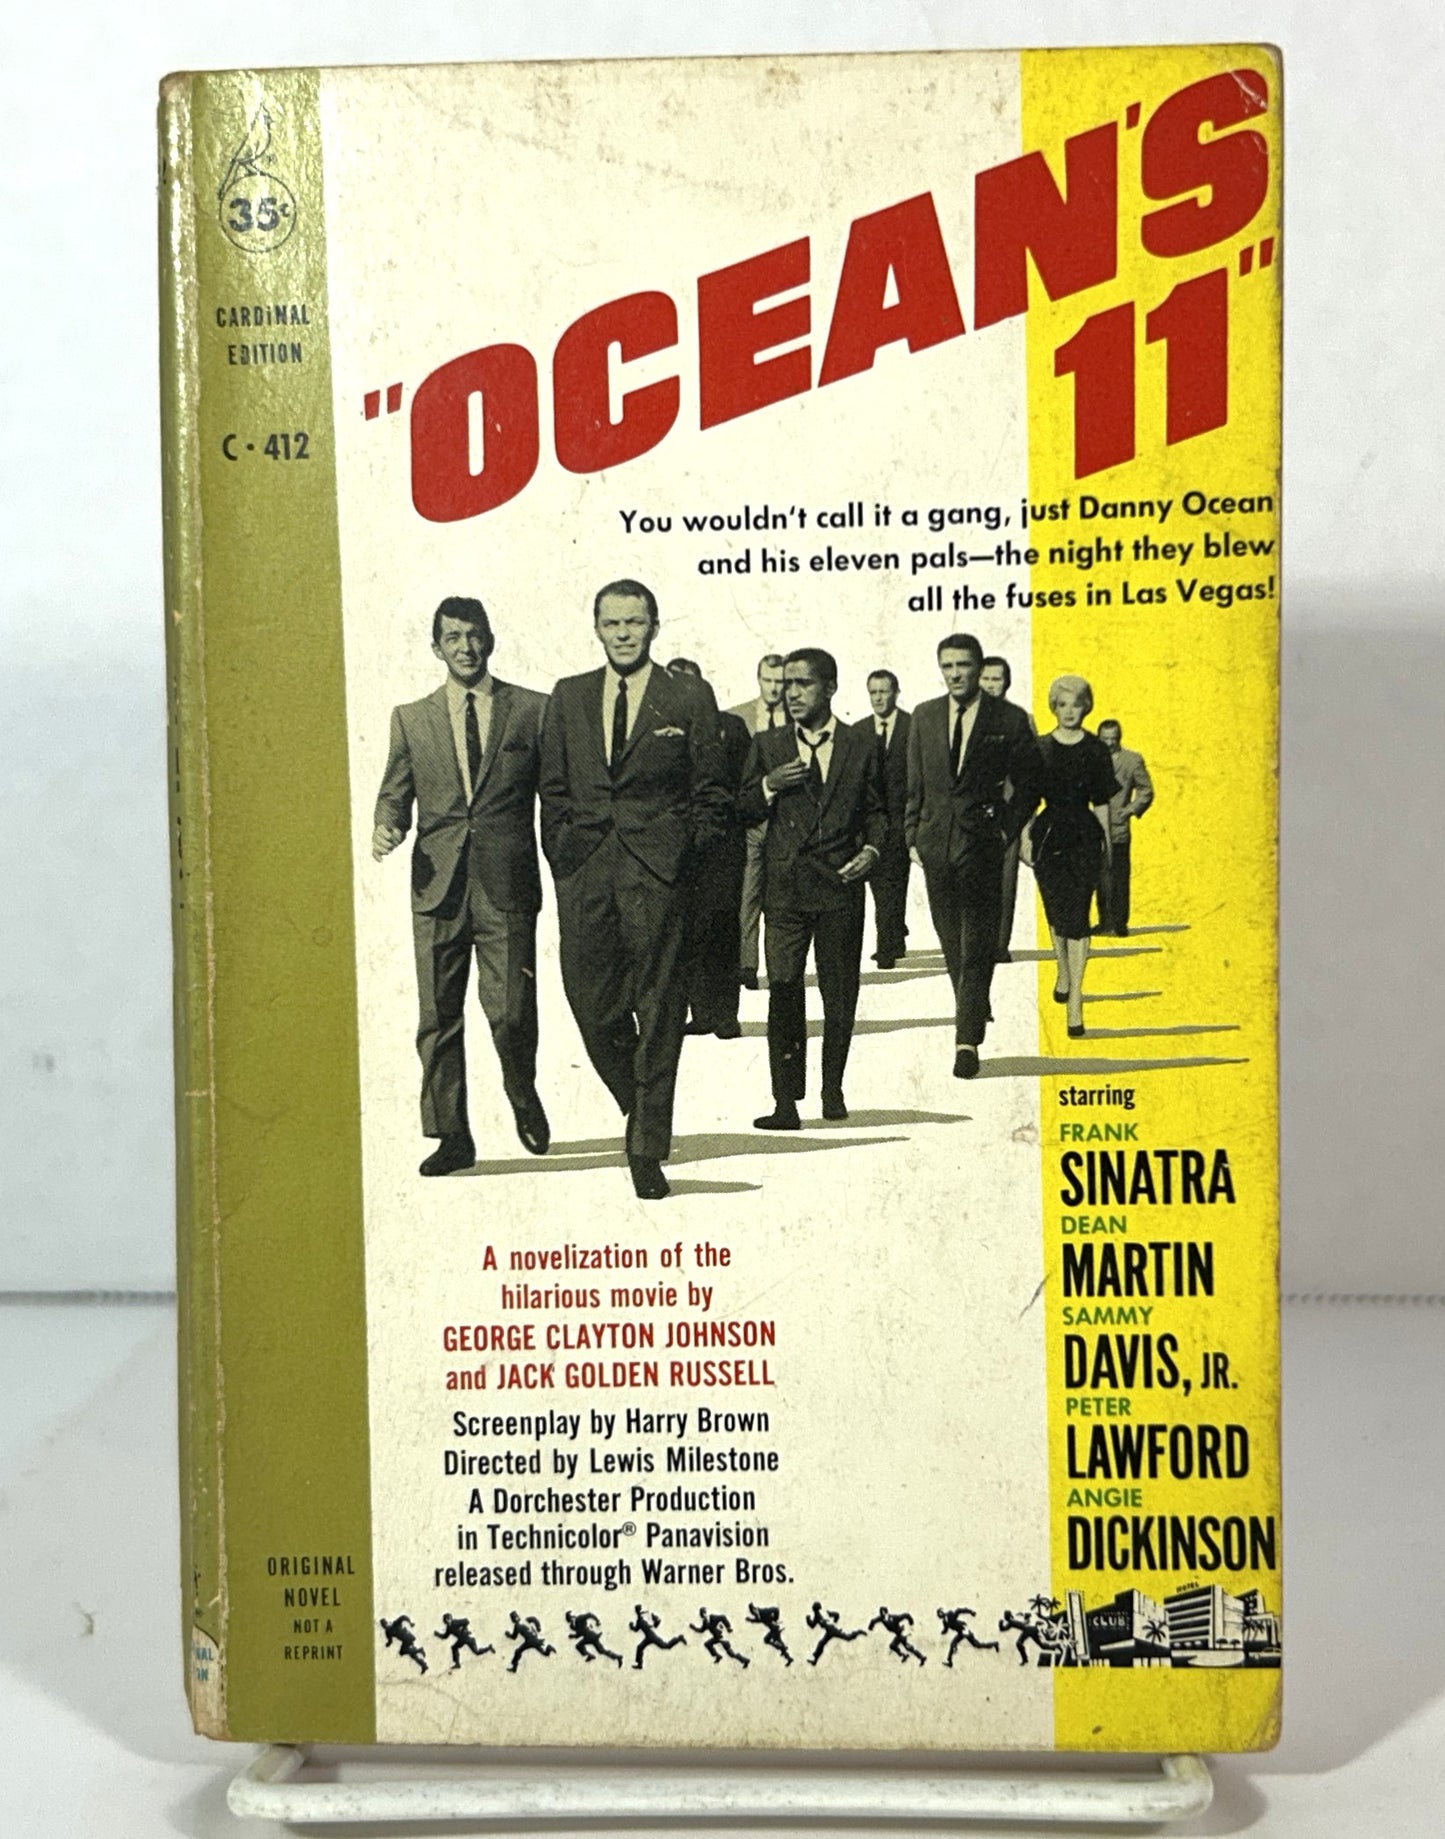 35¢
CARDINAL
EDITION
C·412
"OCEAN'S
11"
You wouldn't call it a gang, just Danny Ocean
and his eleven pals—the night they blew
all the fuses in Las Vegas!
starring
FRANK
SINATRA
DEAN
MARTIN
SAMMY
DAVIS, JR.
PETER
LAWFORD
ANGIE
DICKINSON
A novelization of the
hilarious movie by
GEORGE CLAYTON JOHNSON
and JACK GOLDEN RUSSELL
Screenplay by Harry Brown
Directed by Lewis Milestone
A Dorchester Production
in Technicolor® Panavision
released through Warner Bros.
ORIGINAL
NOVEL
NOT A
REPRINT
CLUB
HOTEL